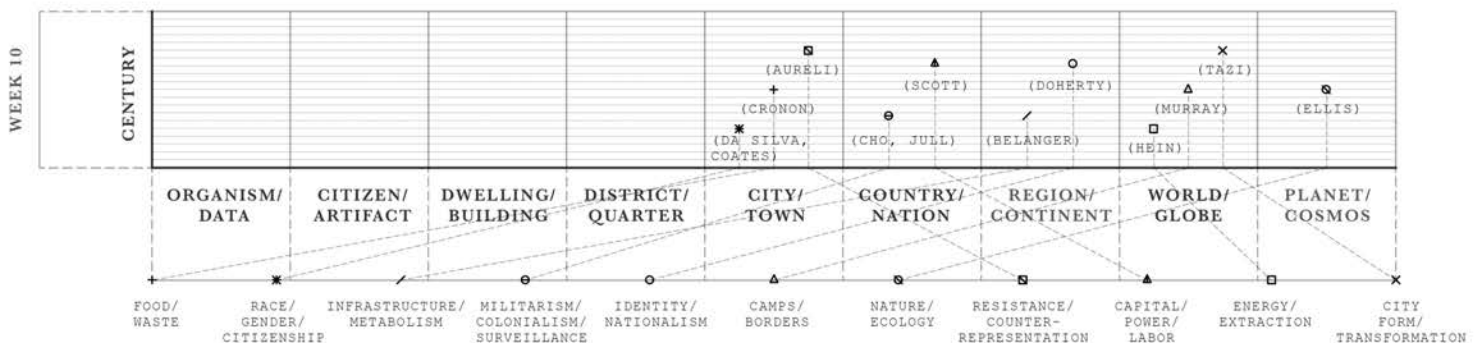 WEEK 10
CENTURY
(AURELI)
(TAZI)
(SCOTT)
(DOHERTY)
(CRONON)
(MURRAY)
(ELLIS)
(DA SILVA,
COATES)
(CHO, JULL)
(BELANGER)
(HEIN)
ORGANISM/
DATA
CITIZEN/
ARTIFACT
DWELLING/
BUILDING
DISTRICT/
QUARTER
CITY/
TOWN
COUNTRY/
NATION
REGION/
CONTINENT
WORLD/
GLOBE
PLANET/
COSMOS
FOOD/
WASTE
RACE/
GENDER/
CITIZENSHIP
INFRASTRUCTURE/
METABOLISM
MILITARISM/
COLONIALISM/
SURVEILLANCE
IDENTITY/
NATIONALISM
CAMPS/
BORDERS
NATURE/
ECOLOGY
RESISTANCE/
COUNTER-
REPRESENTATION
CAPITAL/
POWER/
LABOR
ENERGY/
EXTRACTION
CITY
FORM/
TRANSFORMATION